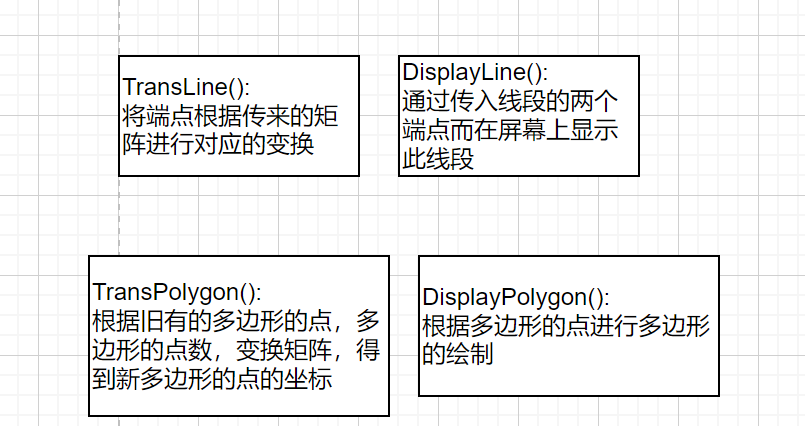 TransLine():
将端点根据传来的矩
阵进行对应的变换
DisplayLine():
通过传入线段的两个
端点而在屏幕上显示
此线段
TransPolygon():
根据旧有的多边形的点，多
边形的点数，变换矩阵，得
到新多边形的点的坐标
DisplayPolygon():
根据多边形的点进行多边形
的绘制